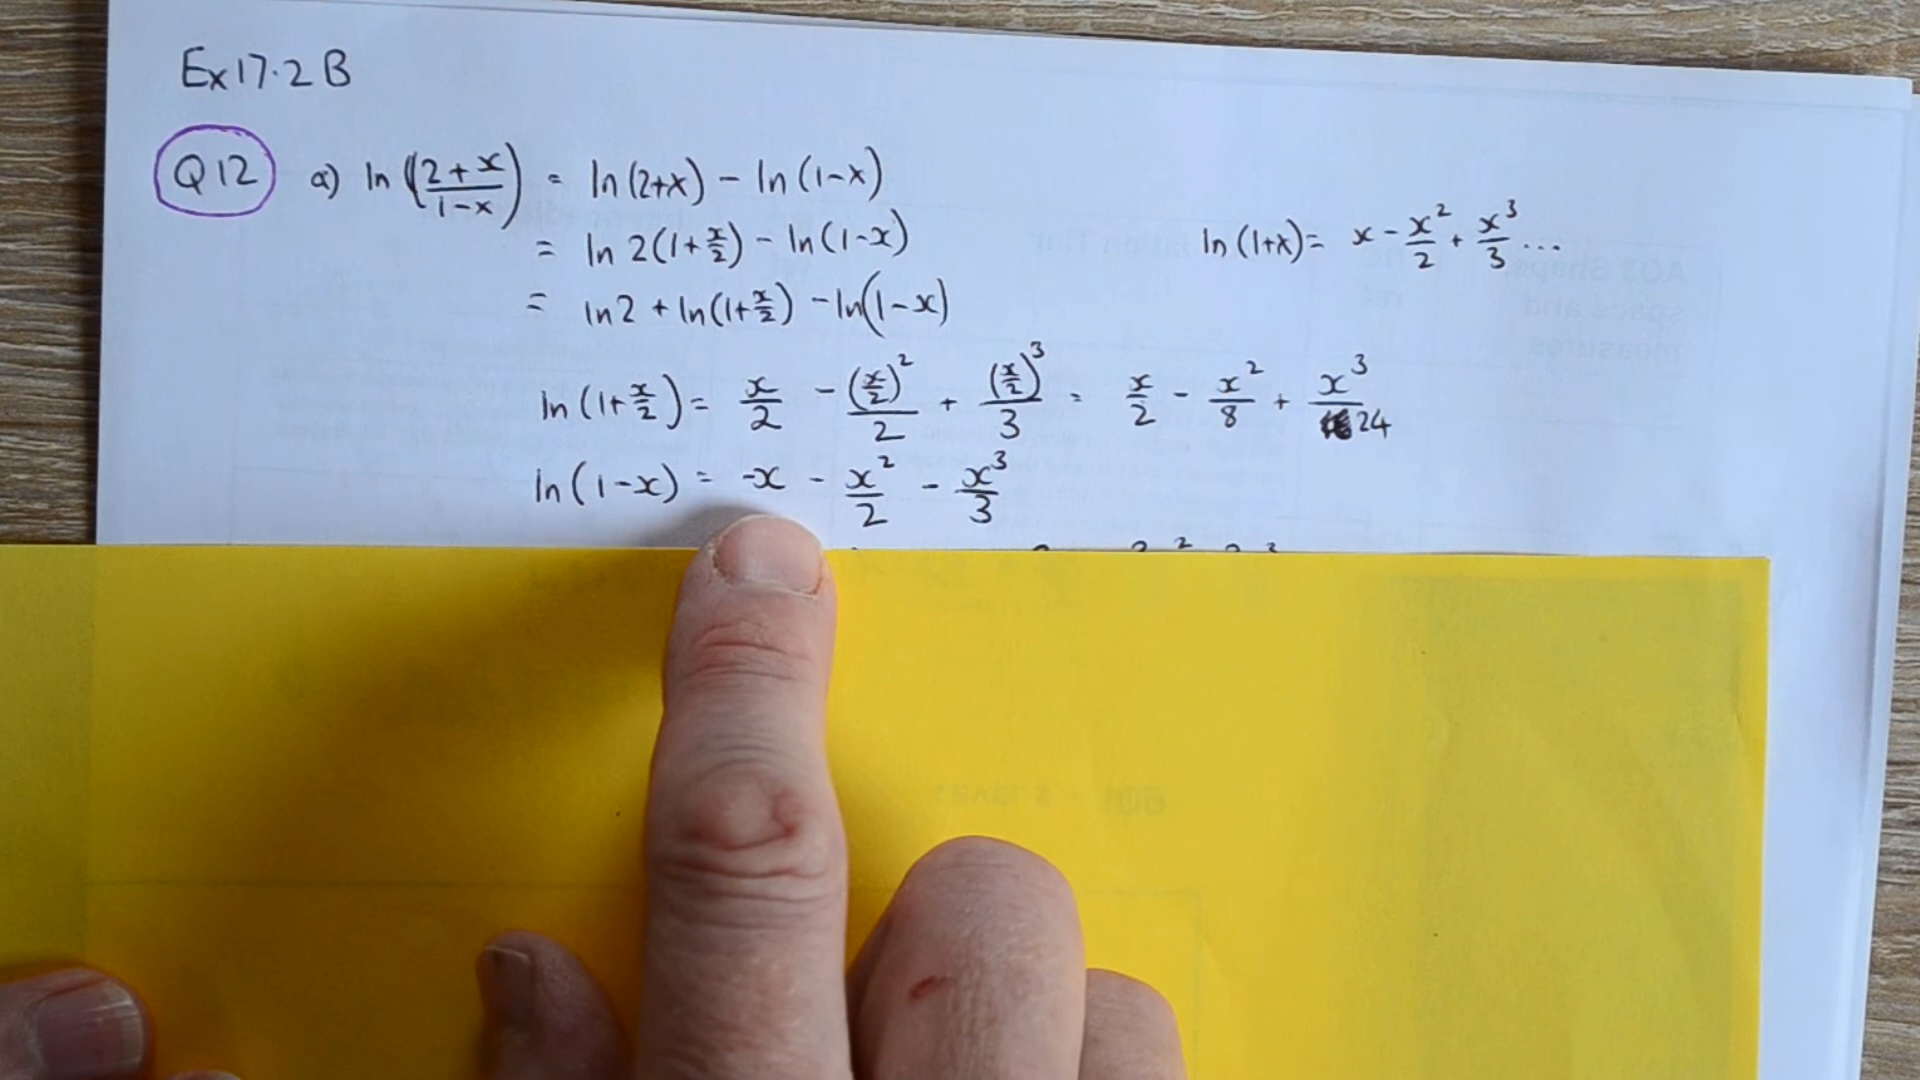 Ex 17.2 B
Q12 a) ln((2+x)/(1-x)) = ln(2+x) - ln(1-x)
= ln 2(1+x/2) - ln(1-x)
ln(1+x) = x - x²/2 + x³/3 ...
= ln 2 + ln(1+x/2) - ln(1-x)
ln(1+x/2) = x/2 - (x/2)²/2 + (x/2)³/3 = x/2 - x²/8 + x³/24
ln(1-x) = -x - x²/2 - x³/3